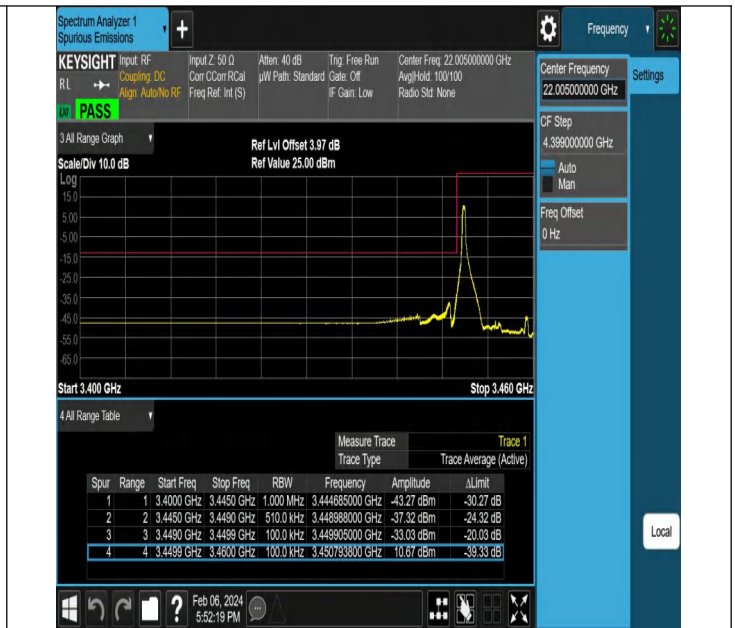 Spectrum Analyzer 1
Spurious Emissions
Frequency
KEYSIGHT Input: RF Input Z: 50 Ω Atten: 40 dB Trig: Free Run Center Freq: 22.005000000 GHz
RL Coupling: DC Corr CCorr RCal µW Path: Standard Gate: Off Avg|Hold: 100/100
Align: Auto/No RF Freq Ref: Int (S) IF Gain: Low Radio Std: None
PASS
3 All Range Graph
Ref Lvl Offset 3.97 dB
Scale/Div 10.0 dB Ref Value 25.00 dBm
Log
15.0
5.00
-5.00
-15.0
-25.0
-35.0
-45.0
-55.0
-65.0
Start 3.400 GHz Stop 3.460 GHz
4 All Range Table
Measure Trace Trace 1
Trace Type Trace Average (Active)
Spur Range Start Freq Stop Freq RBW Frequency Amplitude ΔLimit
1 1 3.4000 GHz 3.4450 GHz 1.000 MHz 3.444685000 GHz -43.27 dBm -30.27 dB
2 2 3.4450 GHz 3.4490 GHz 510.0 kHz 3.448988000 GHz -37.32 dBm -24.32 dB
3 3 3.4490 GHz 3.4499 GHz 100.0 kHz 3.449905000 GHz -33.03 dBm -20.03 dB
4 4 3.4499 GHz 3.4600 GHz 100.0 kHz 3.450793800 GHz 10.67 dBm -39.33 dB
Center Frequency
22.005000000 GHz
Settings
CF Step
4.399000000 GHz
Auto
Man
Freq Offset
0 Hz
Local
Feb 06, 2024
5:52:19 PM